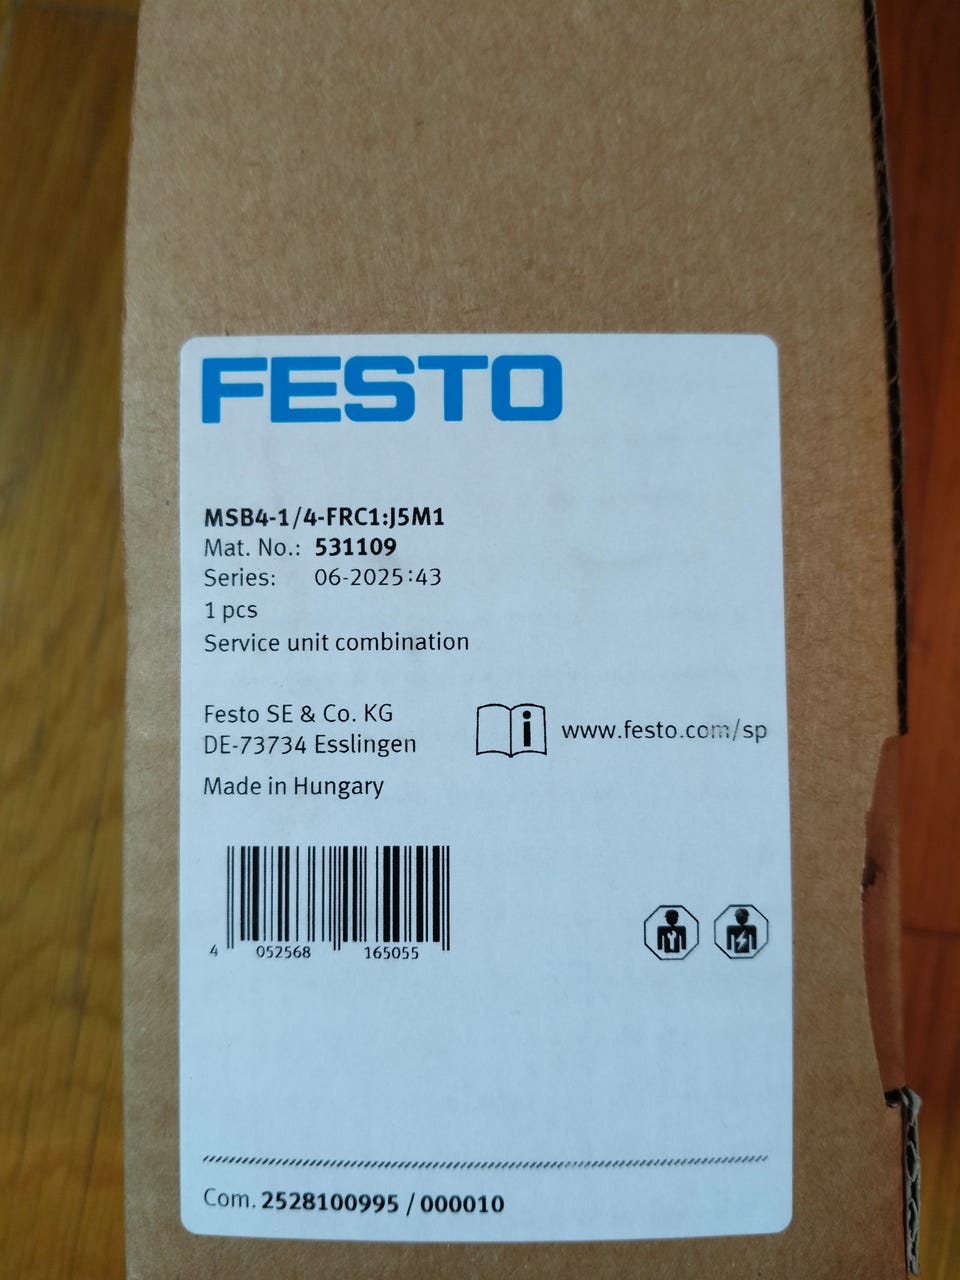 FESTO
MSB4-1/4-FRC1:J5M1
Mat. No.: 531109
Series: 06-2025:43
1 pcs
Service unit combination
Festo SE & Co. KG
DE-73734 Esslingen
www.festo.com/sp
Made in Hungary
4 052568 165055
Com. 2528100995 / 000010